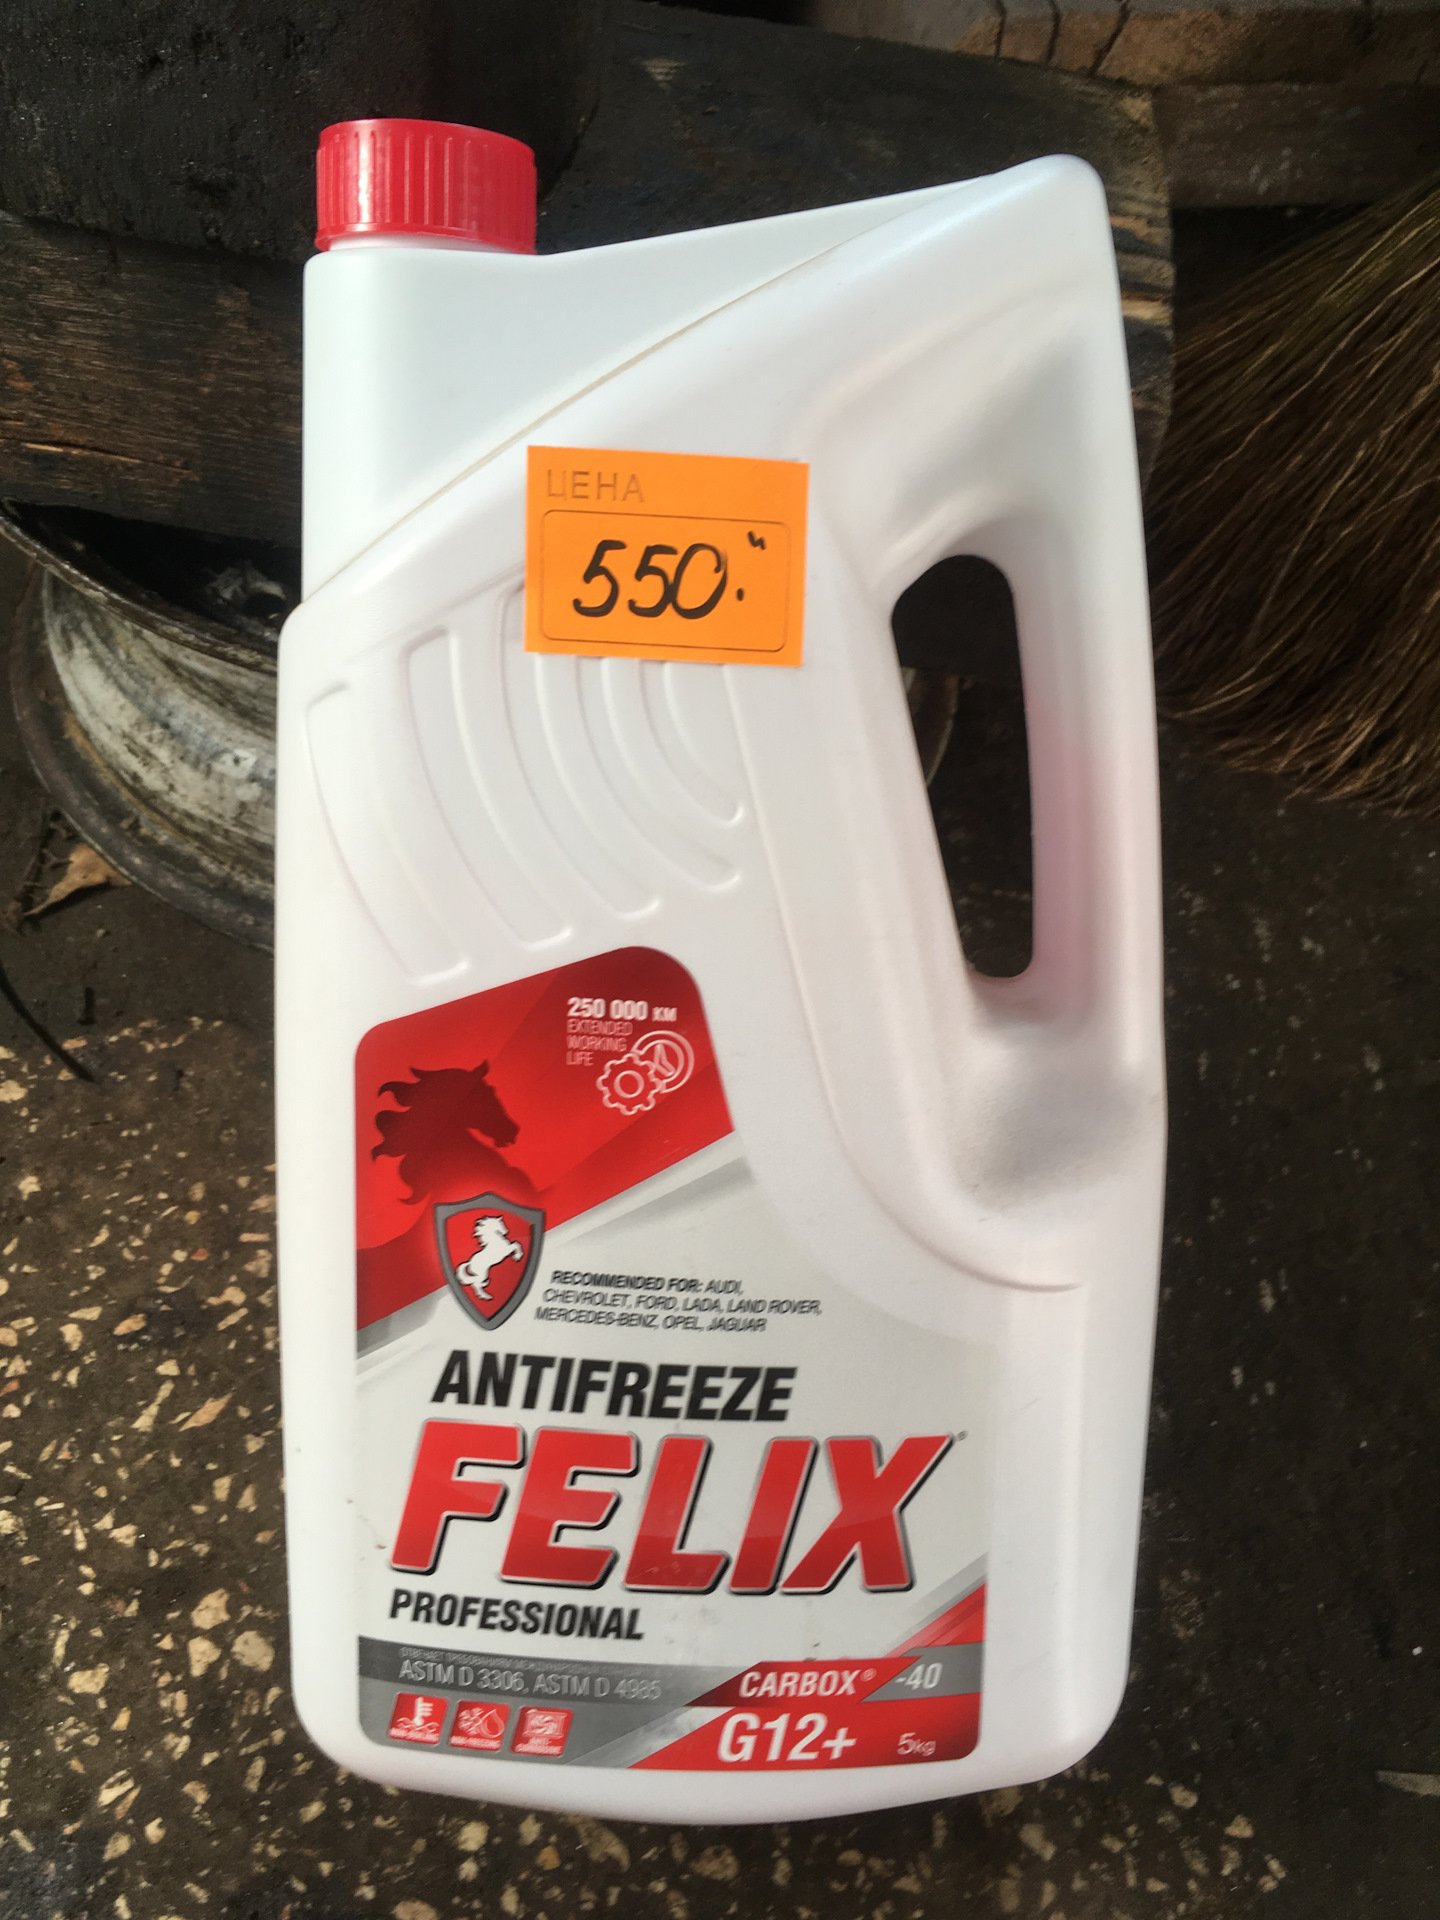 ЦЕНА
550.
250 000 КМ
EXTENDED
WORKING
LIFE
RECOMMENDED FOR: AUDI,
CHEVROLET, FORD, LADA, LAND ROVER,
MERCEDES-BENZ, OPEL, JAGUAR
ANTIFREEZE
FELIX®
PROFESSIONAL
ASTM D 3306, ASTM D 4985
CARBOX® -40
G12+ 5kg